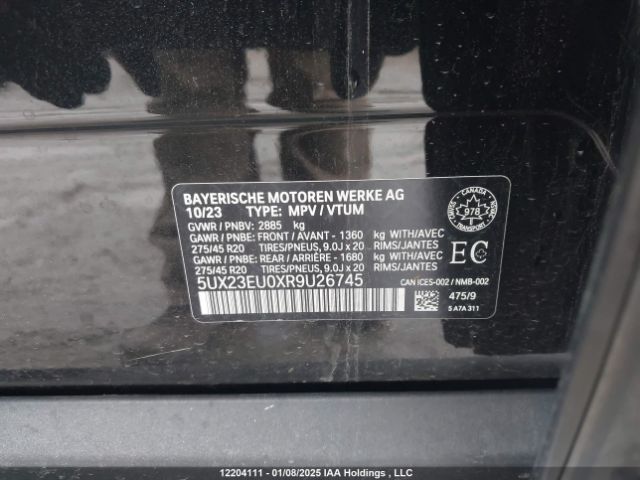 BAYERISCHE MOTOREN WERKE AG
10/23 TYPE: MPV / VTUM
GVWR / PNBV: 2885 kg
GAWR / PNBE: FRONT / AVANT - 1360 kg WITH/AVEC
275/45 R20 TIRES/PNEUS, 9.0J x 20 RIMS/JANTES
GAWR / PNBE: REAR / ARRIÈRE - 1680 kg WITH/AVEC
275/45 R20 TIRES/PNEUS, 9.0J x 20 RIMS/JANTES
5UX23EU0XR9U26745
CANADA
978
TRANSPORT
EC
CAN ICES-002 / NMB-002
475/9
5 A7A 311
12204111 - 01/08/2025 IAA Holdings , LLC